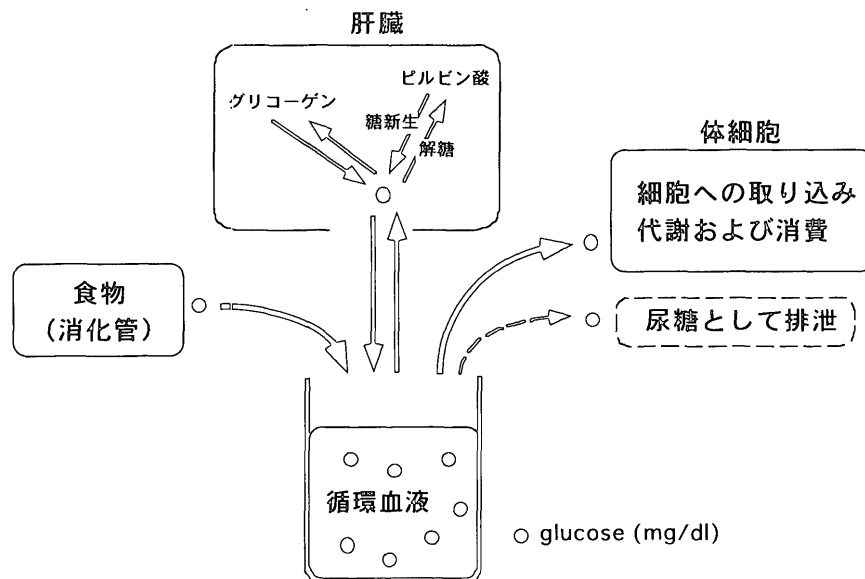 肝臓
ピルビン酸
グリコーゲン
糖新生
解糖
体細胞
細胞への取り込み
代謝および消費
食物
(消化管)
尿糖として排泄
循環血液
glucose (mg/dl)